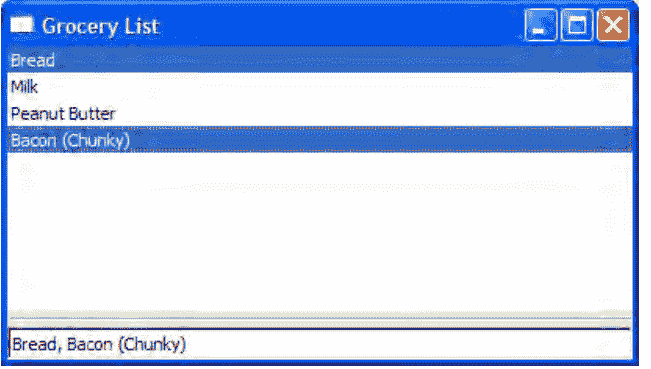 Grocery List
Bread
Milk
Peanut Butter
Bacon (Chunky)
Bread, Bacon (Chunky)